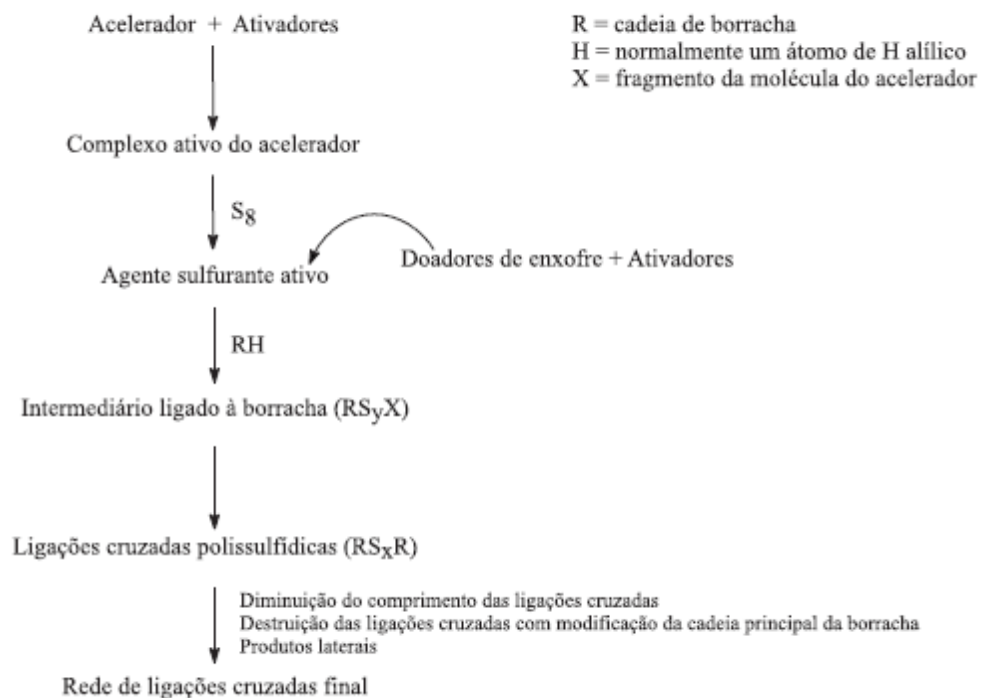 Acelerador + Ativadores
R = cadeia de borracha
H = normalmente um átomo de H alílico
X = fragmento da molécula do acelerador
Complexo ativo do acelerador
S8
Doadores de enxofre + Ativadores
Agente sulfurante ativo
RH
Intermediário ligado à borracha (RSyX)
Ligações cruzadas polissulfídicas (RSxR)
Diminuição do comprimento das ligações cruzadas
Destruição das ligações cruzadas com modificação da cadeia principal da borracha
Produtos laterais
Rede de ligações cruzadas final